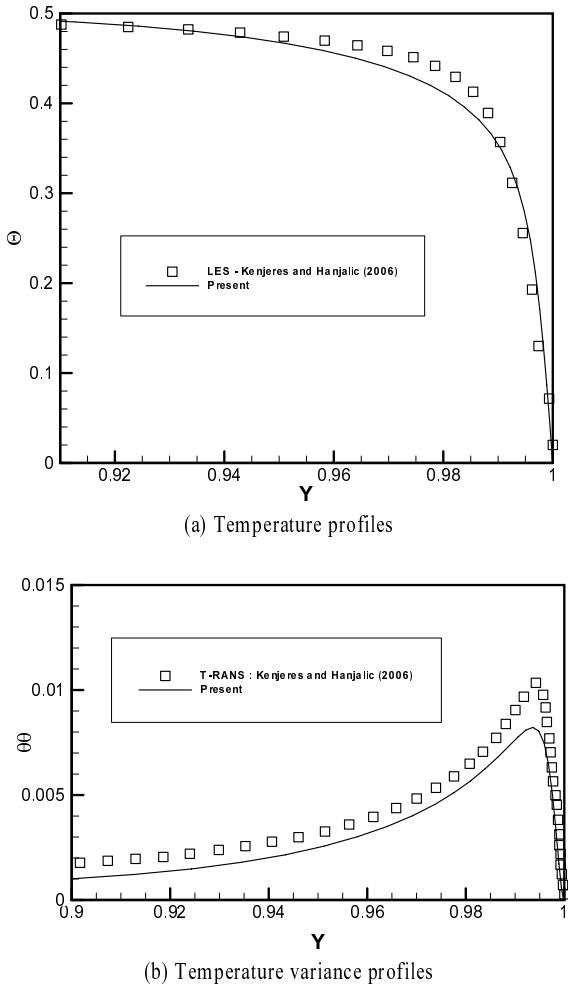 0.5
0.4
0.3
0.2
0.1
0
Θ
LES - Kenjeres and Hanjalic (2006)
Present
0.92
0.94
0.96
0.98
1
Y
(a) Temperature profiles
0.015
0.01
0.005
0
θθ
T-RANS : Kenjeres and Hanjalic (2006)
Present
0.9
0.92
0.94
0.96
0.98
1
Y
(b) Temperature variance profiles